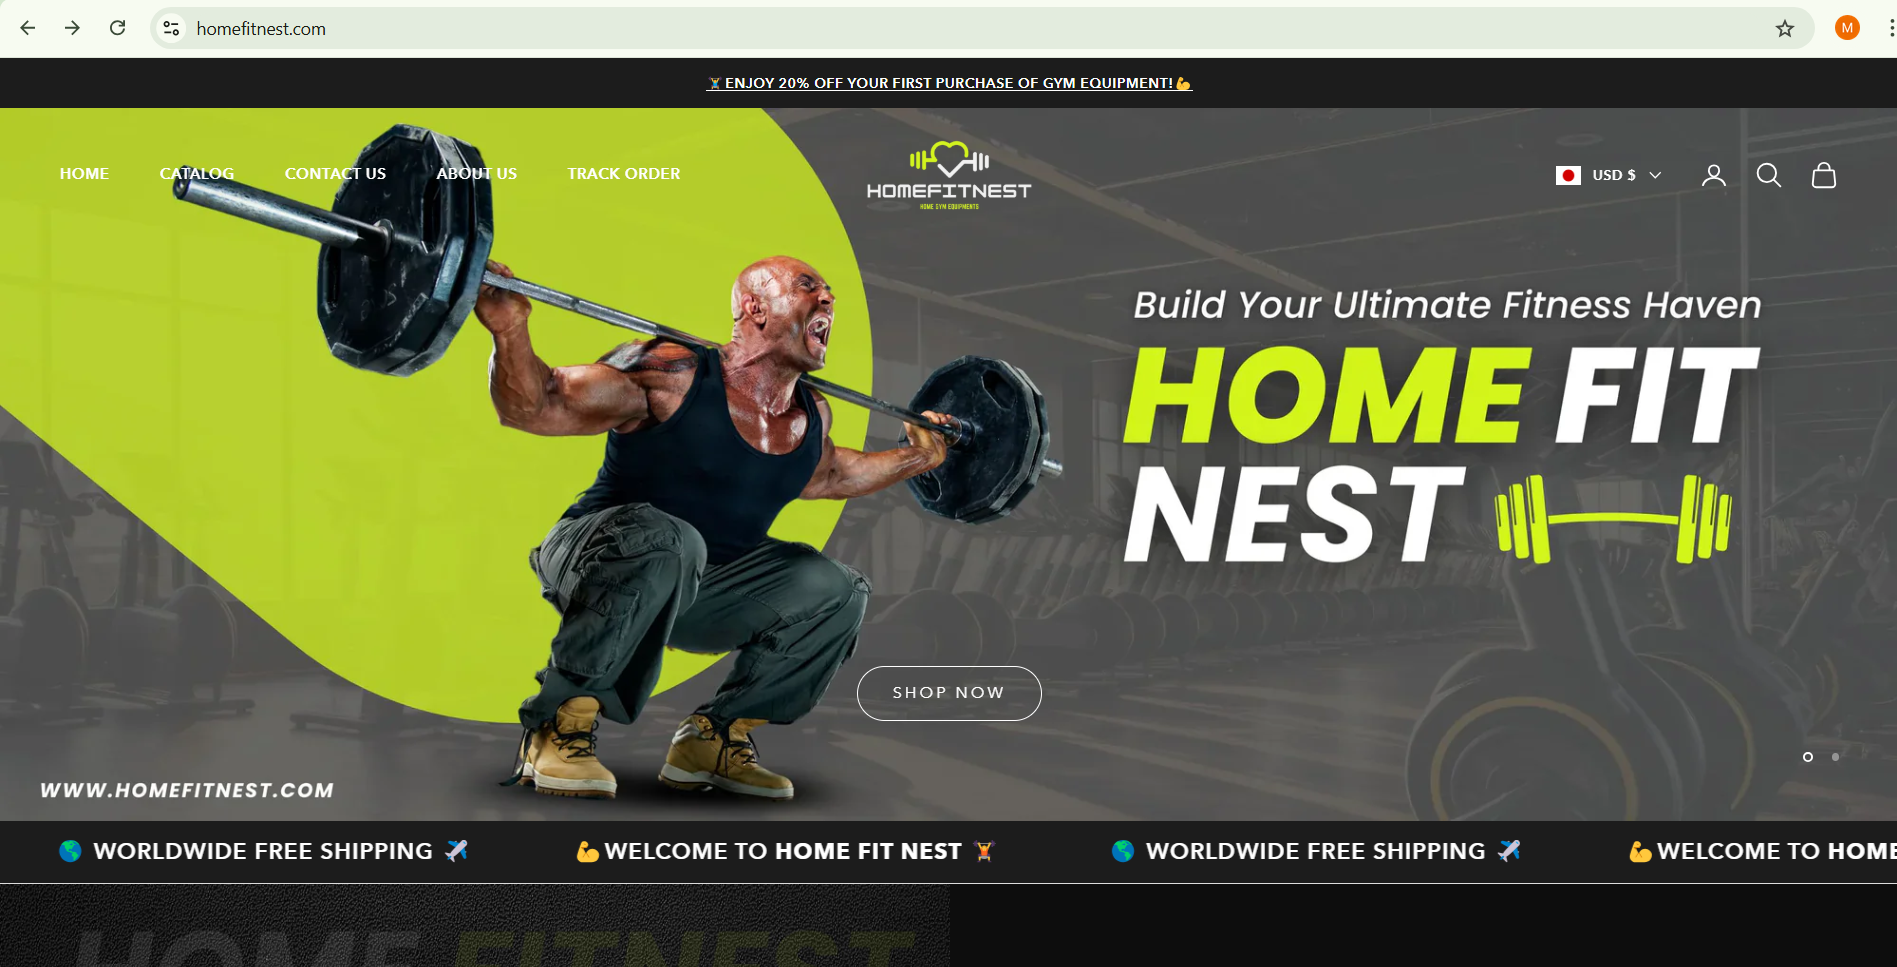 homefitnest.com
M
🏋️ENJOY 20% OFF YOUR FIRST PURCHASE OF GYM EQUIPMENT!💪
HOME CATALOG CONTACT US ABOUT US TRACK ORDER
HOMEFITNEST
HOME GYM EQUIPMENTS
USD $
Build Your Ultimate Fitness Haven
HOME FIT
NEST
SHOP NOW
WWW.HOMEFITNEST.COM
🌎 WORLDWIDE FREE SHIPPING ✈️ 💪WELCOME TO HOME FIT NEST 🏋️ 🌎 WORLDWIDE FREE SHIPPING ✈️ 💪WELCOME TO HOME
HOME FITNEST